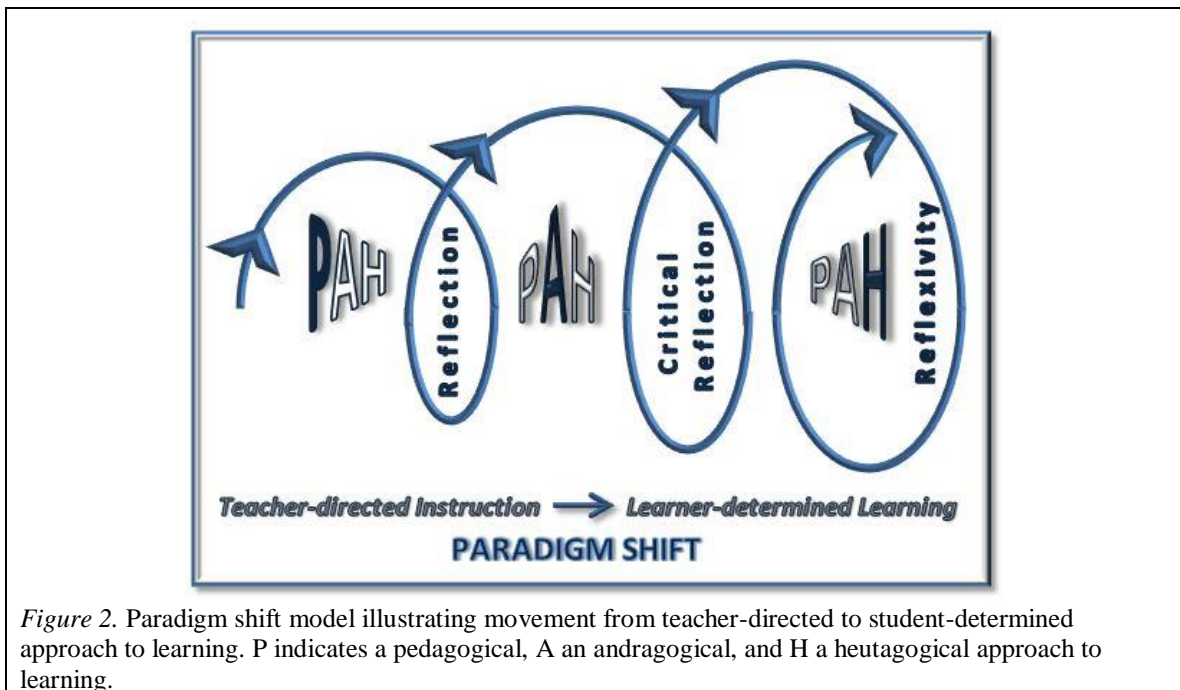 PAH
Reflection
PAH
Critical
Reflection
PAH
Reflexivity
Teacher-directed Instruction
Learner-determined Learning
PARADIGM SHIFT
Figure 2. Paradigm shift model illustrating movement from teacher-directed to student-determined
approach to learning. P indicates a pedagogical, A an andragogical, and H a heutagogical approach to
learning.